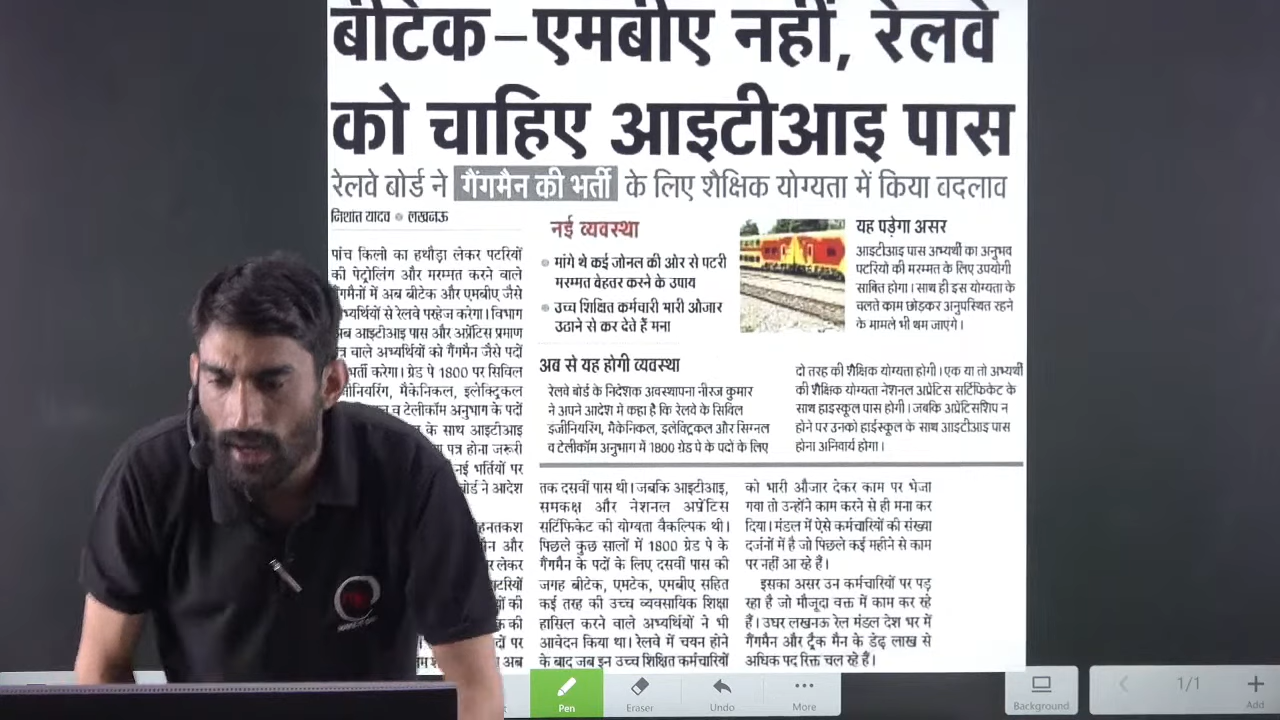 बीटेक–एमबीए नहीं, रेलवे
को चाहिए आइटीआइ पास
रेलवे बोर्ड ने गैंगमैन की भर्ती के लिए शैक्षिक योग्यता में किया बदलाव
निशांत यादव • लखनऊ
पांच किलो का हथौड़ा लेकर पटरियों
की पेट्रोलिंग और मरम्मत करने वाले
गैंगमैनों में अब बीटेक और एमबीए जैसे
अभ्यर्थियों से रेलवे परहेज करेगा। विभाग
अब आइटीआइ पास और अप्रेंटिस प्रमाण
पत्र वाले अभ्यर्थियों को गैंगमैन जैसे पदों
भर्ती करेगा। ग्रेड पे 1800 पर सिविल
मैकेनिकल, इलेक्ट्रिकल
व टेलीकॉम अनुभाग के पदों
के साथ आइटीआइ
पत्र होना जरूरी
नई भर्तियों पर
बोर्ड ने आदेश
और
लेकर
पटरियों
की
की
पर
अब
नई व्यवस्था
• मांगे थे कई जोनल की ओर से पटरी
मरम्मत बेहतर करने के उपाय
• उच्च शिक्षित कर्मचारी भारी औजार
उठाने से कर देते हैं मना
यह पड़ेगा असर
आइटीआइ पास अभ्यर्थी का अनुभव
पटरियों की मरम्मत के लिए उपयोगी
साबित होगा। साथ ही इस योग्यता के
चलते काम छोड़कर अनुपस्थित रहने
के मामले भी थम जाएगे।
अब से यह होगी व्यवस्था
रेलवे बोर्ड के निदेशक अवस्थापना नीरज कुमार
ने अपने आदेश में कहा है कि रेलवे के सिविल
इंजीनियरिंग, मैकेनिकल, इलेक्ट्रिकल और सिग्नल
व टेलीकॉम अनुभाग में 1800 ग्रेड पे के पदों के लिए
दो तरह की शैक्षिक योग्यता होगी। एक या तो अभ्यर्थी
की शैक्षिक योग्यता नेशनल अप्रेंटिस सर्टिफिकेट के
साथ हाइस्कूल पास होगी। जबकि अप्रेंटिसशिप न
होने पर उनको हाईस्कूल के साथ आइटीआइ पास
होना अनिवार्य होगा।
तक दसवीं पास थी। जबकि आइटीआइ,
समकक्ष और नेशनल अप्रेंटिस
सर्टिफिकेट की योग्यता वैकल्पिक थी।
पिछले कुछ सालों में 1800 ग्रेड पे के
गैंगमैन के पदों के लिए दसवीं पास की
जगह बीटेक, एमटेक, एमबीए सहित
कई तरह की उच्च व्यवसायिक शिक्षा
हासिल करने वाले अभ्यर्थियों ने भी
आवेदन किया था। रेलवे में चयन होने
के बाद जब इन उच्च शिक्षित कर्मचारियों
को भारी औजार देकर काम पर भेजा
गया तो उन्होंने काम करने से ही मना कर
दिया। मंडल में ऐसे कर्मचारियों की संख्या
दर्जनों में है जो पिछले कई महीने से काम
पर नहीं आ रहे हैं।
इसका असर उन कर्मचारियों पर पड़
रहा है जो मौजूदा वक्त में काम कर रहे
हैं। उधर लखनऊ रेल मंडल देश भर में
गैंगमैन और ट्रैक मैन के डेढ़ लाख से
अधिक पद रिक्त चल रहे हैं।
Pen
Eraser
Undo
More
Background
1/1
Add